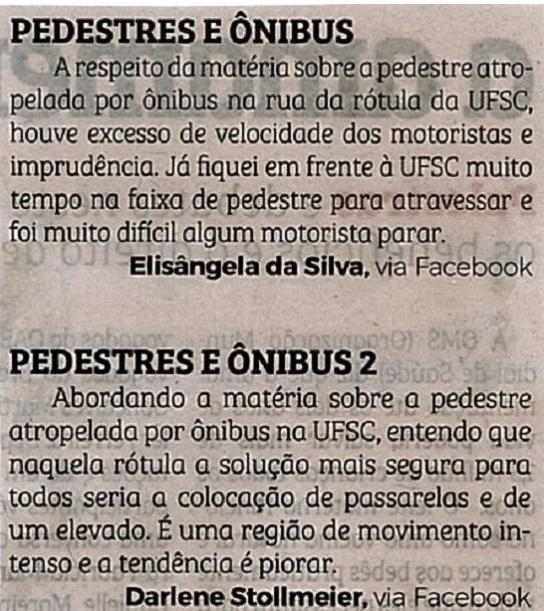 PEDESTRES E ÔNIBUS
A respeito da matéria sobre a pedestre atro-
pelada por ônibus na rua da rótula da UFSC,
houve excesso de velocidade dos motoristas e
imprudência. Já fiquei em frente à UFSC muito
tempo na faixa de pedestre para atravessar e
foi muito difícil algum motorista parar.
Elisângela da Silva, via Facebook
PEDESTRES E ÔNIBUS 2
Abordando a matéria sobre a pedestre
atropelada por ônibus na UFSC, entendo que
naquela rótula a solução mais segura para
todos seria a colocação de passarelas e de
um elevado. É uma região de movimento in-
tenso e a tendência é piorar.
Darlene Stollmeier, via Facebook